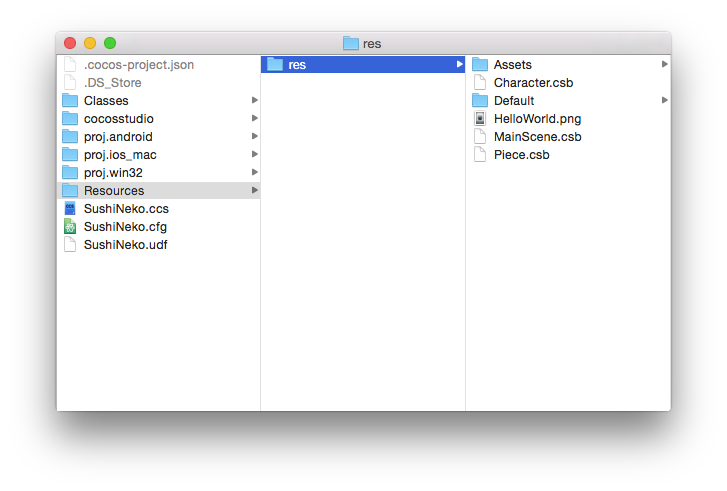 res
.cocos-project.json
.DS_Store
Classes
cocosstudio
proj.android
proj.ios_mac
proj.win32
Resources
SushiNeko.ccs
SushiNeko.cfg
SushiNeko.udf
res
Assets
Character.csb
Default
HelloWorld.png
MainScene.csb
Piece.csb